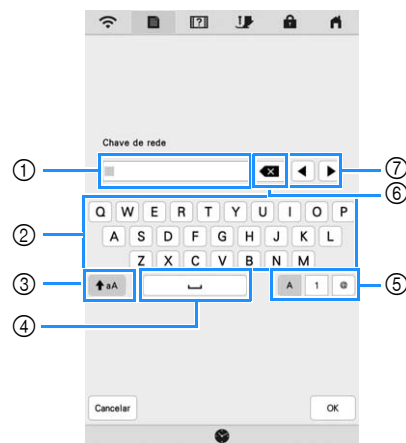 Chave de rede
①
⑦
⑥
②
Q W E R T Y U I O P
A S D F G H J K L
Z X C V B N M
③
aA
A 1 @
⑤
④
Cancelar
OK